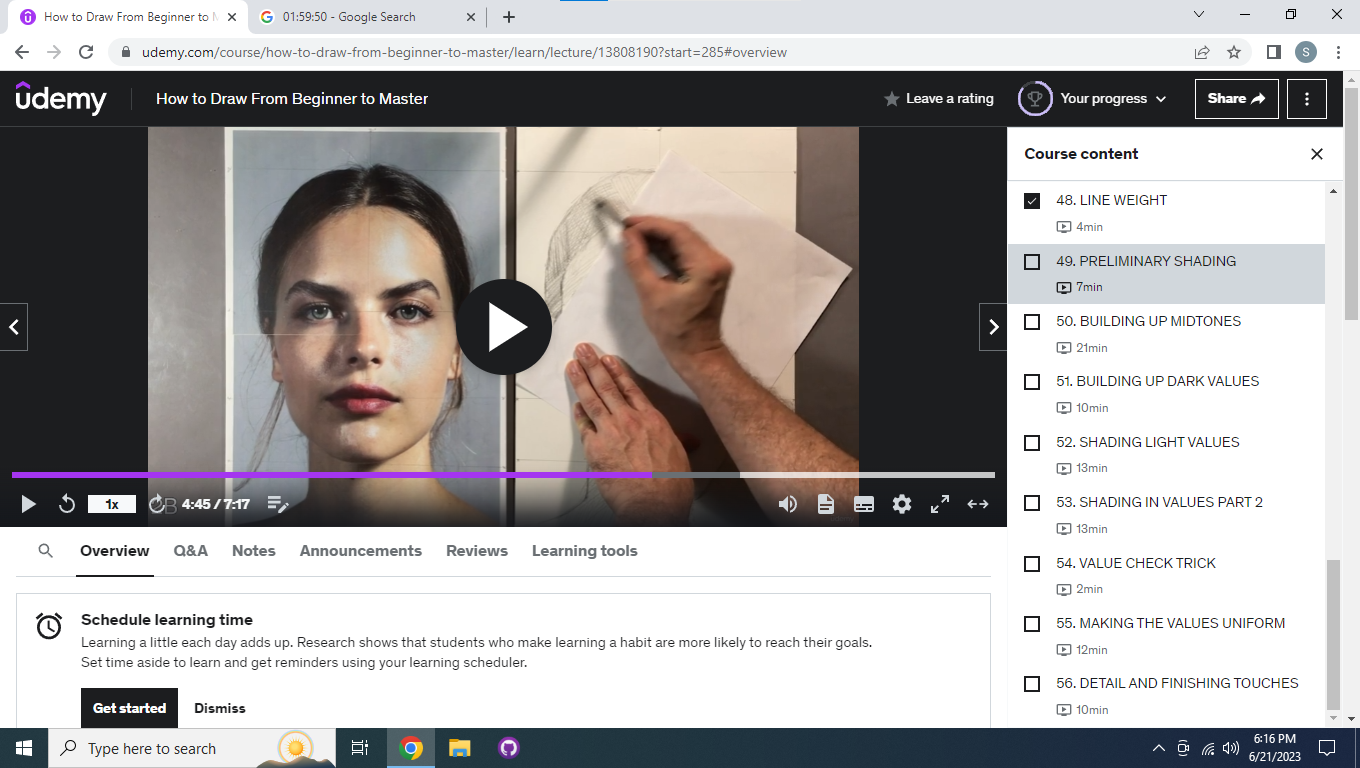 How to Draw From Beginner to M
01:59:50 - Google Search
udemy.com/course/how-to-draw-from-beginner-to-master/learn/lecture/13808190?start=285#overview
S
udemy
How to Draw From Beginner to Master
Leave a rating
Your progress
Share
Course content
48. LINE WEIGHT
4min
49. PRELIMINARY SHADING
7min
50. BUILDING UP MIDTONES
21min
51. BUILDING UP DARK VALUES
10min
52. SHADING LIGHT VALUES
13min
53. SHADING IN VALUES PART 2
13min
54. VALUE CHECK TRICK
2min
55. MAKING THE VALUES UNIFORM
12min
56. DETAIL AND FINISHING TOUCHES
10min
1x
4:45 / 7:17
Overview
Q&A
Notes
Announcements
Reviews
Learning tools
Schedule learning time
Learning a little each day adds up. Research shows that students who make learning a habit are more likely to reach their goals.
Set time aside to learn and get reminders using your learning scheduler.
Get started
Dismiss
Type here to search
6:16 PM
6/21/2023